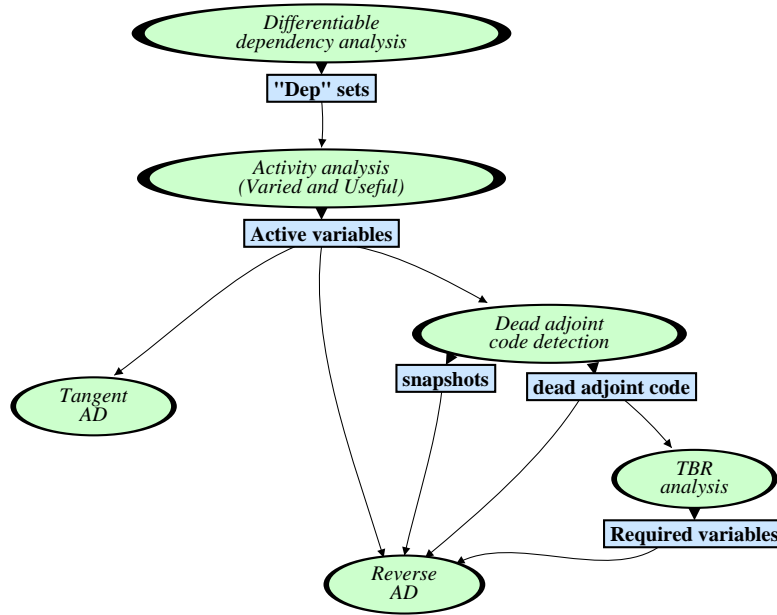 Differentiable
dependency analysis
"Dep" sets
Activity analysis
(Varied and Useful)
Active variables
Dead adjoint
code detection
snapshots
dead adjoint code
Tangent
AD
TBR
analysis
Required variables
Reverse
AD